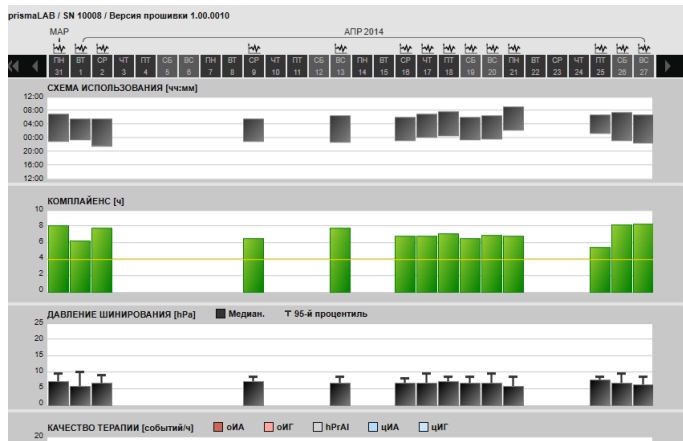 prismaLAB / SN 10008 / Версия прошивки 1.00.0010
МАР АПР 2014
ПН ВТ СР ЧТ ПТ СБ ВС ПН ВТ СР ЧТ ПТ СБ ВС ПН ВТ СР ЧТ ПТ СБ ВС ПН ВТ СР ЧТ ПТ СБ ВС
31 1 2 3 4 5 6 7 8 9 10 11 12 13 14 15 16 17 18 19 20 21 22 23 24 25 26 27
СХЕМА ИСПОЛЬЗОВАНИЯ [чч:мм]
12:00
08:00
04:00
00:00
20:00
16:00
12:00
КОМПЛАЙЕНС [ч]
10
8
6
4
2
0
ДАВЛЕНИЕ ШИНИРОВАНИЯ [hPa] Медиан. 95-й процентиль
25
20
15
10
5
0
КАЧЕСТВО ТЕРАПИИ [событий/ч] оИА оИГ hPrAI цИА цИГ
20